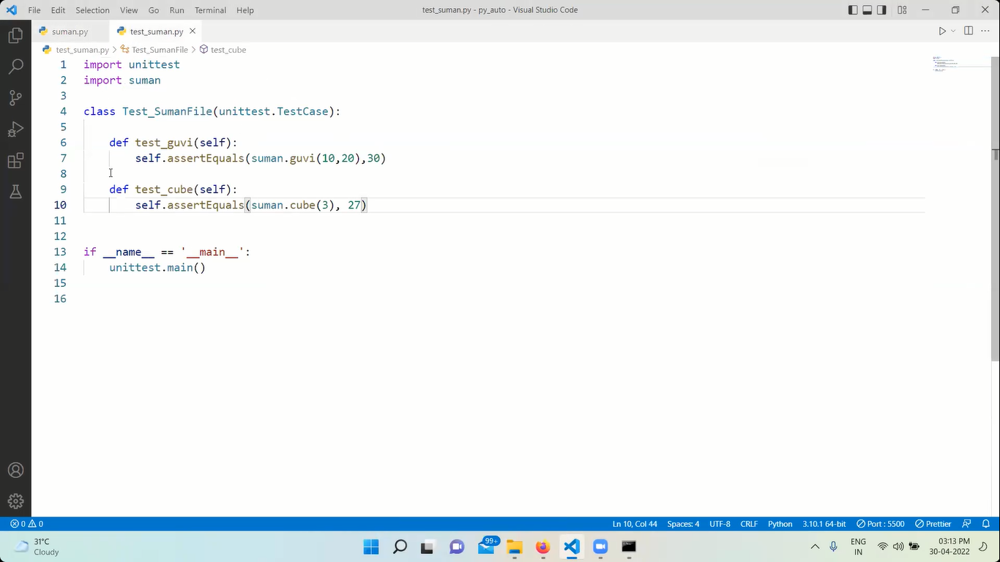 File Edit Selection View Go Run Terminal Help
test_suman.py - py_auto - Visual Studio Code
suman.py
test_suman.py
test_suman.py > Test_SumanFile > test_cube
1 import unittest
2 import suman
3
4 class Test_SumanFile(unittest.TestCase):
5
6 def test_guvi(self):
7 self.assertEquals(suman.guvi(10,20),30)
8
9 def test_cube(self):
10 self.assertEquals(suman.cube(3), 27)
11
12
13 if __name__ == '__main__':
14 unittest.main()
15
16
0 0
Ln 10, Col 44 Spaces: 4 UTF-8 CRLF Python 3.10.1 64-bit Port : 5500 Prettier
31°C
Cloudy
99+
ENG
IN
03:13 PM
30-04-2022